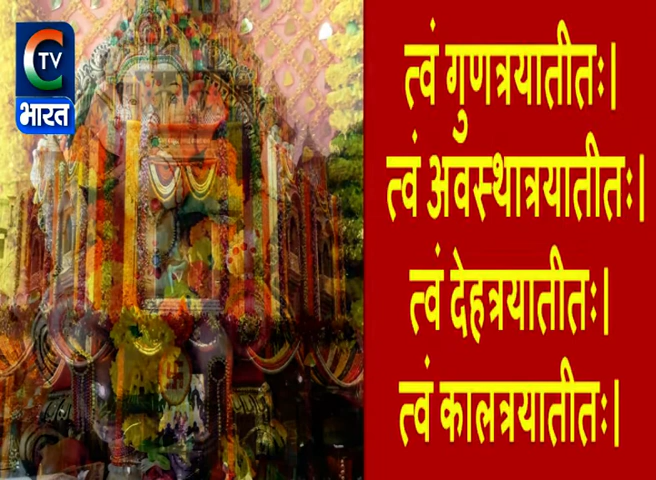 C
TV
भारत
त्वं गुणत्रयातीतः।
त्वं अवस्थात्रयातीतः।
त्वं देहत्रयातीतः।
त्वं कालत्रयातीतः।